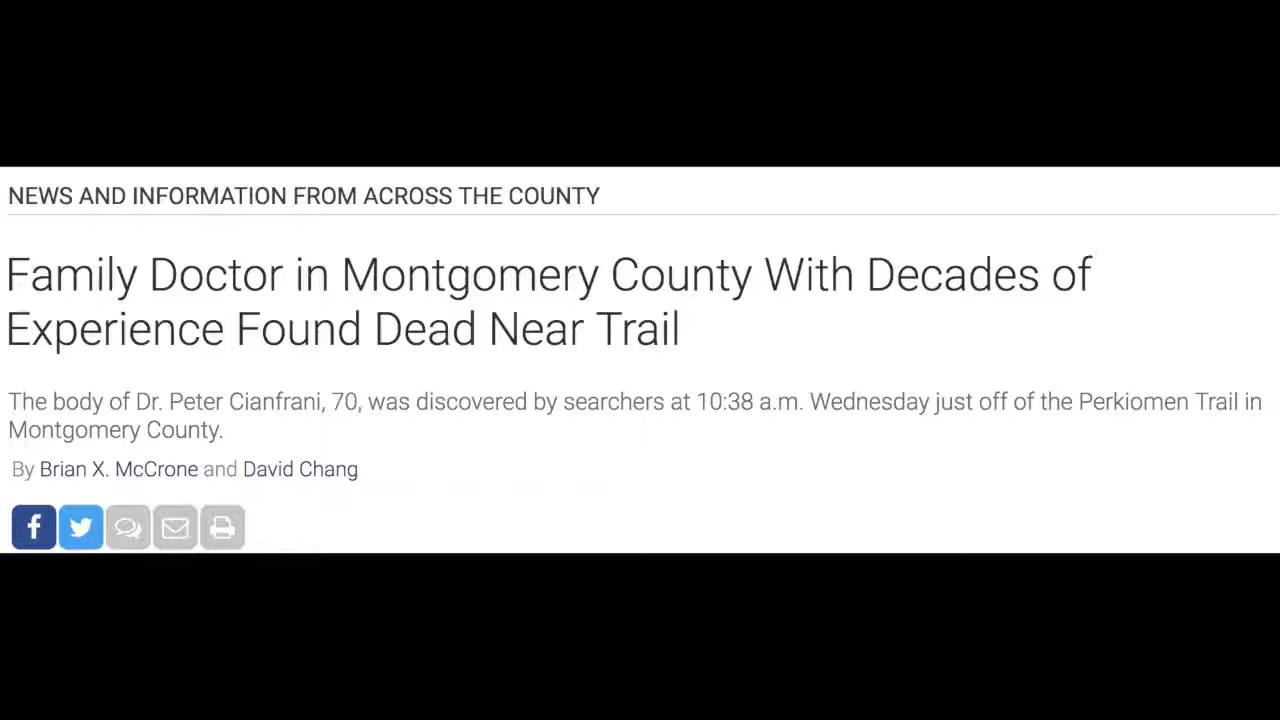 NEWS AND INFORMATION FROM ACROSS THE COUNTY
Family Doctor in Montgomery County With Decades of
Experience Found Dead Near Trail
The body of Dr. Peter Cianfrani, 70, was discovered by searchers at 10:38 a.m. Wednesday just off of the Perkiomen Trail in
Montgomery County.
By Brian X. McCrone and David Chang